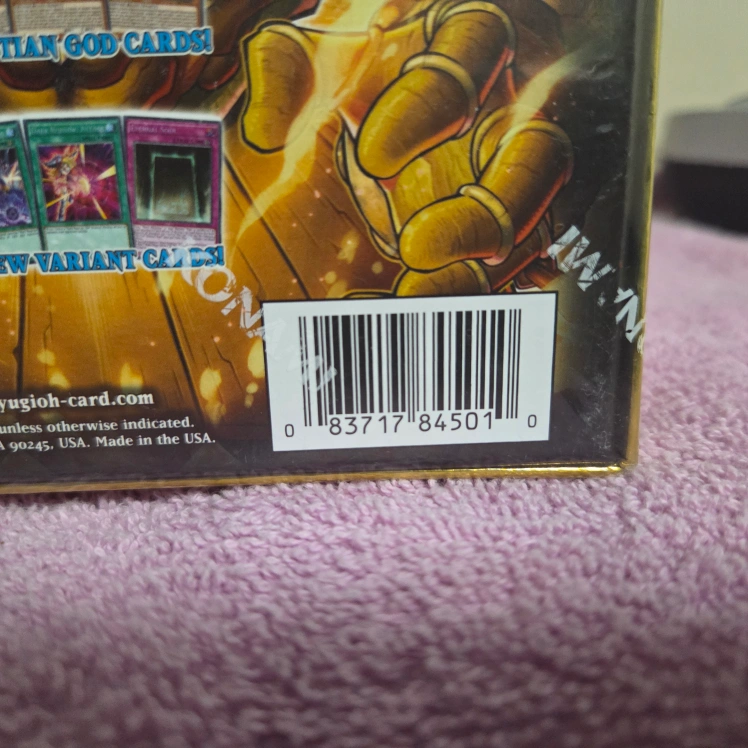 TIAN GOD CARDS!
EW VARIANT CARDS!
KONAMI
yugioh-card.com
unless otherwise indicated.
A 90245, USA. Made in the USA.
0 83717 84501 0